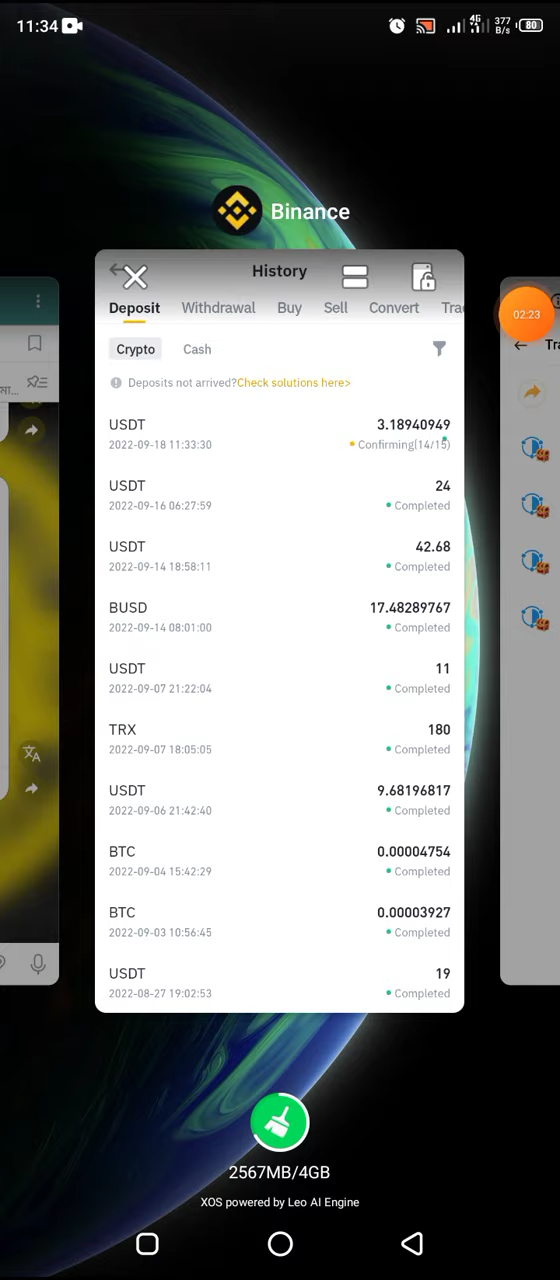 11:34
4G
377
B/s
80
Binance
History
02:23
Deposit Withdrawal Buy Sell Convert Tra
Tra
Crypto Cash
Deposits not arrived?Check solutions here>
মা...
USDT 3.18940949
2022-09-18 11:33:30 Confirming(14/15)
USDT 24
2022-09-16 06:27:59 Completed
USDT 42.68
2022-09-14 18:58:11 Completed
BUSD 17.48289767
2022-09-14 08:01:00 Completed
USDT 11
2022-09-07 21:22:04 Completed
TRX 180
2022-09-07 18:05:05 Completed
USDT 9.68196817
2022-09-06 21:42:40 Completed
BTC 0.00004754
2022-09-04 15:42:29 Completed
BTC 0.00003927
2022-09-03 10:56:45 Completed
USDT 19
2022-08-27 19:02:53 Completed
2567MB/4GB
XOS powered by Leo AI Engine